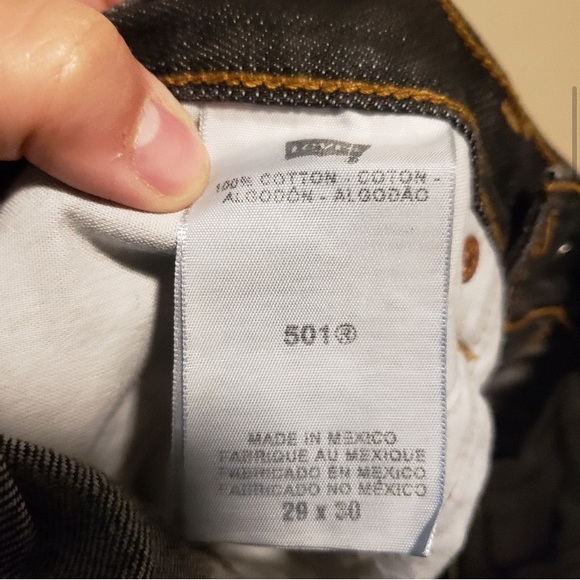 Levi's
100% COTTON - COTON -
ALGODÓN - ALGODÃO
501®
MADE IN MEXICO
FABRIQUE AU MEXIQUE
FABRICADO EN MÉXICO
FABRICADO NO MÉXICO
29 x 30